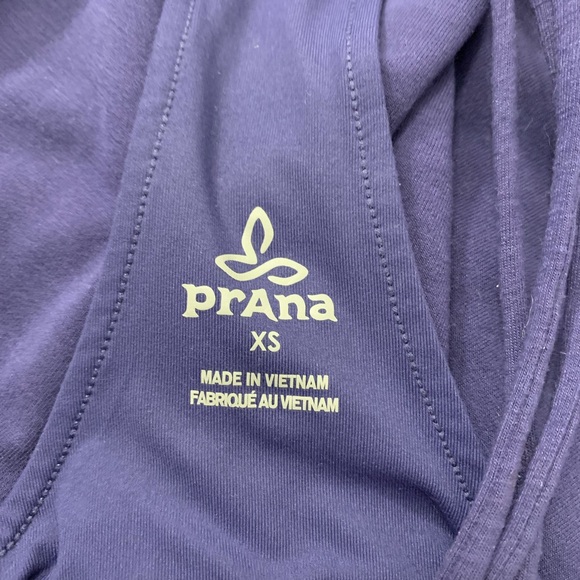 prAna
XS
MADE IN VIETNAM
FABRIQUÉ AU VIETNAM